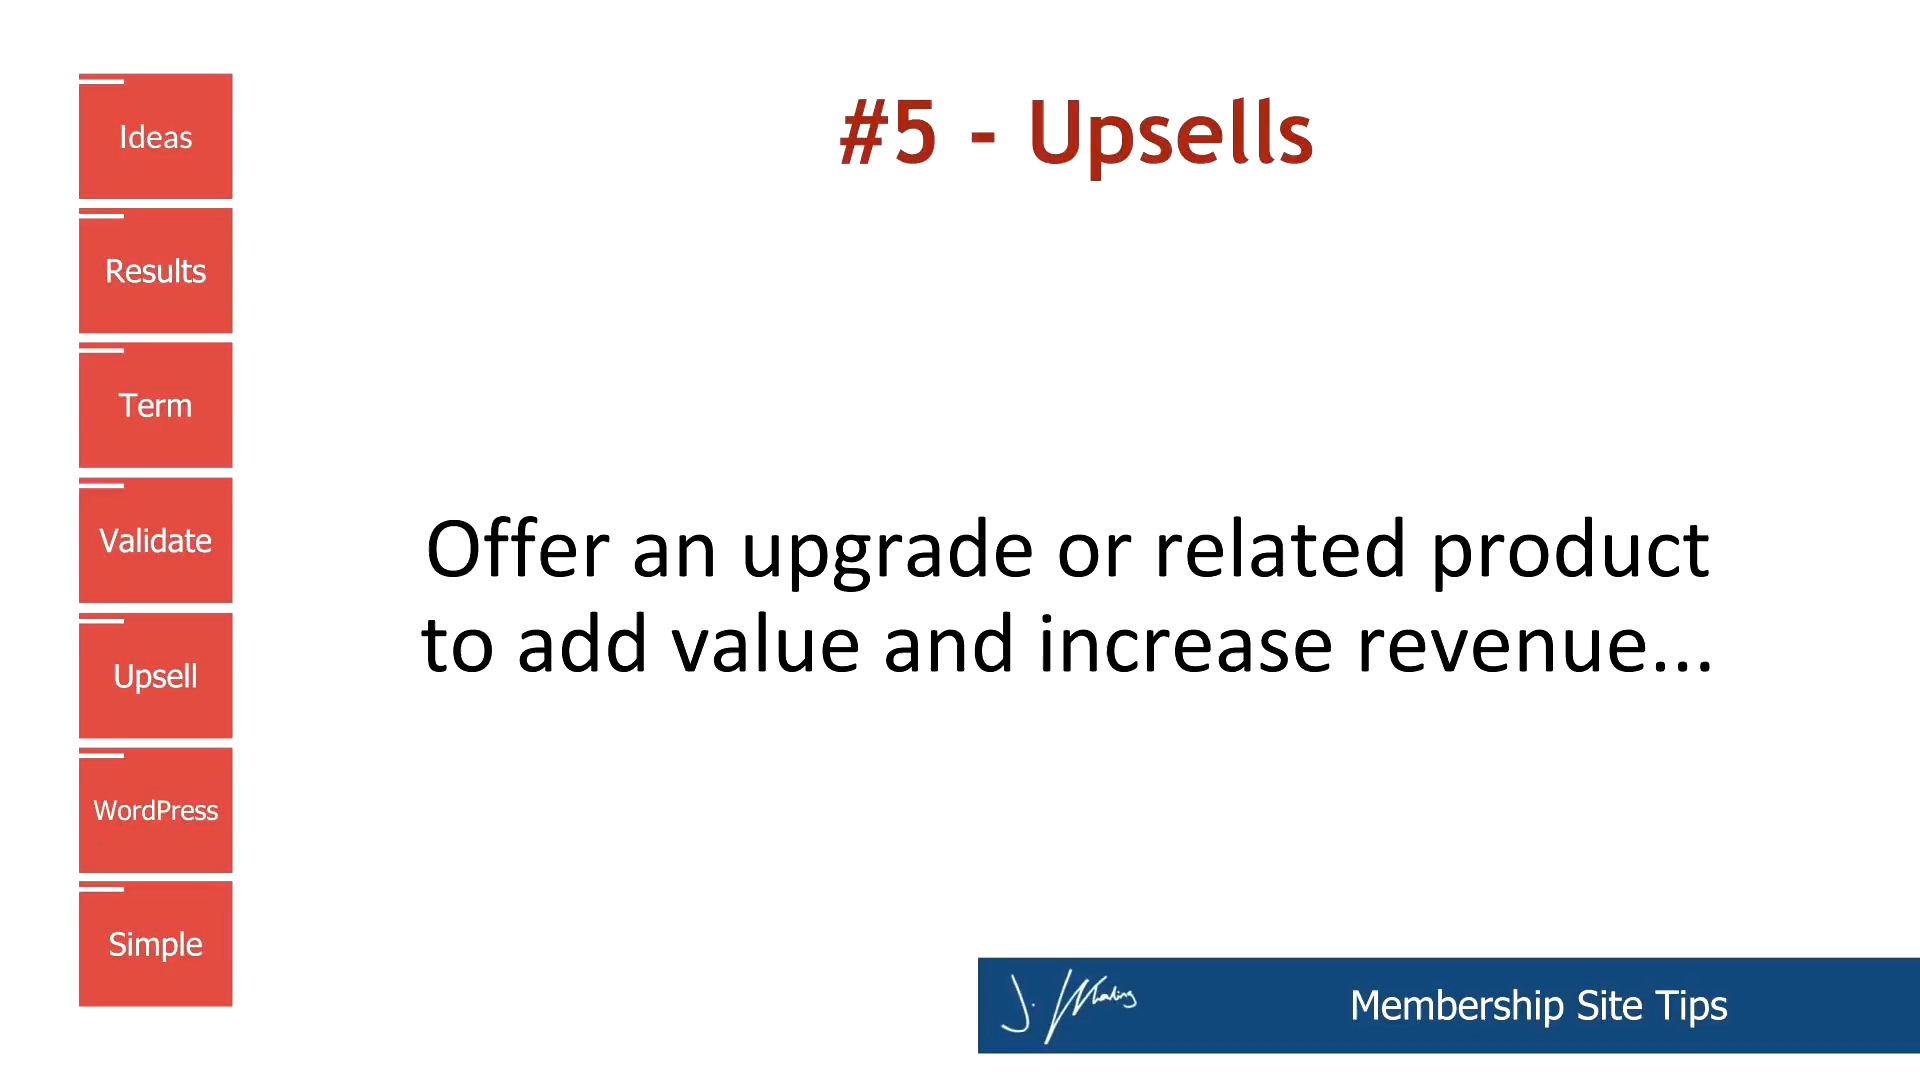 Ideas
Results
Term
Validate
Upsell
WordPress
Simple
#5 - Upsells
Offer an upgrade or related product
to add value and increase revenue...
Membership Site Tips